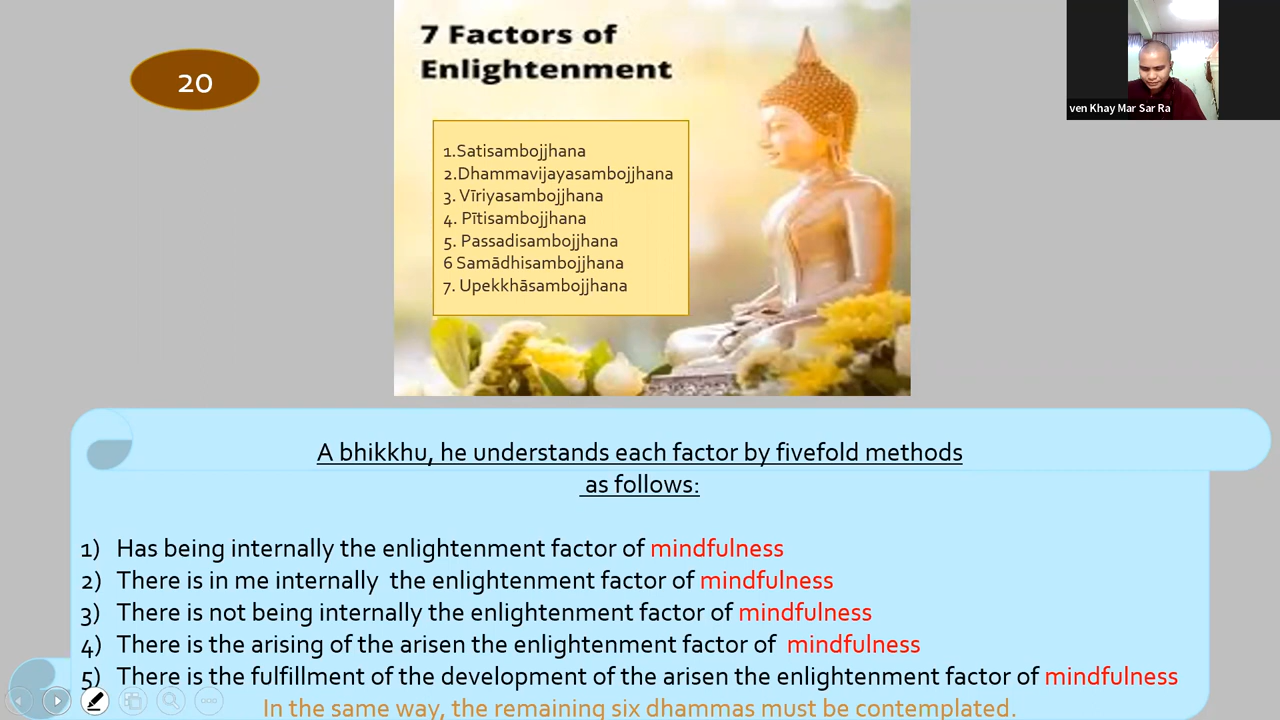 20
7 Factors of
Enlightenment
1.Satisambojjhana
2.Dhammavijayasambojjhana
3. Vīriyasambojjhana
4. Pītisambojjhana
5. Passadisambojjhana
6 Samādhisambojjhana
7. Upekkhāsambojjhana
ven Khay Mar Sar Ra
A bhikkhu, he understands each factor by fivefold methods
as follows:
1) Has being internally the enlightenment factor of mindfulness
2) There is in me internally the enlightenment factor of mindfulness
3) There is not being internally the enlightenment factor of mindfulness
4) There is the arising of the arisen the enlightenment factor of mindfulness
5) There is the fulfillment of the development of the arisen the enlightenment factor of mindfulness
In the same way, the remaining six dhammas must be contemplated.